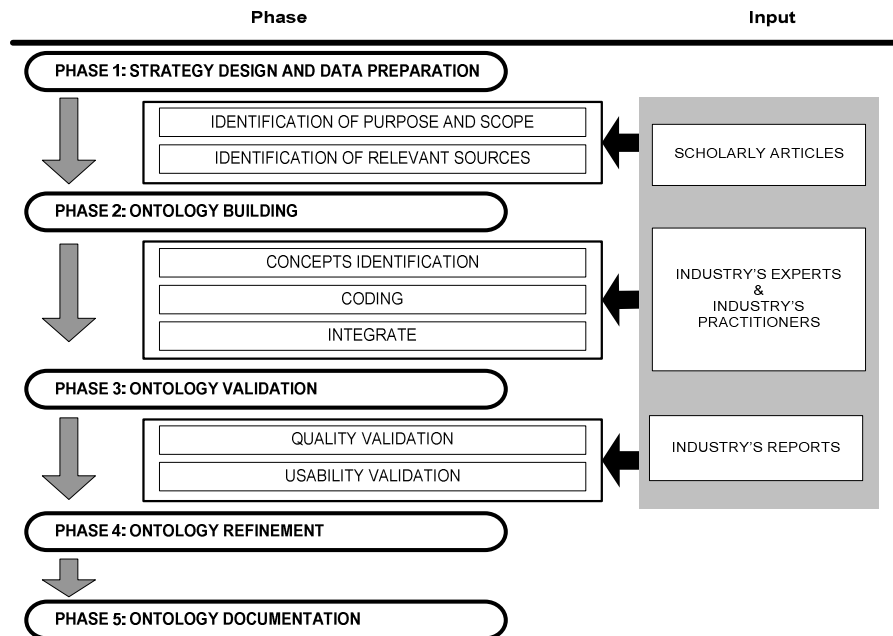 Phase
Input
PHASE 1: STRATEGY DESIGN AND DATA PREPARATION
IDENTIFICATION OF PURPOSE AND SCOPE
IDENTIFICATION OF RELEVANT SOURCES
SCHOLARLY ARTICLES
PHASE 2: ONTOLOGY BUILDING
CONCEPTS IDENTIFICATION
CODING
INTEGRATE
INDUSTRY'S EXPERTS
&
INDUSTRY'S
PRACTITIONERS
PHASE 3: ONTOLOGY VALIDATION
QUALITY VALIDATION
USABILITY VALIDATION
INDUSTRY'S REPORTS
PHASE 4: ONTOLOGY REFINEMENT
PHASE 5: ONTOLOGY DOCUMENTATION